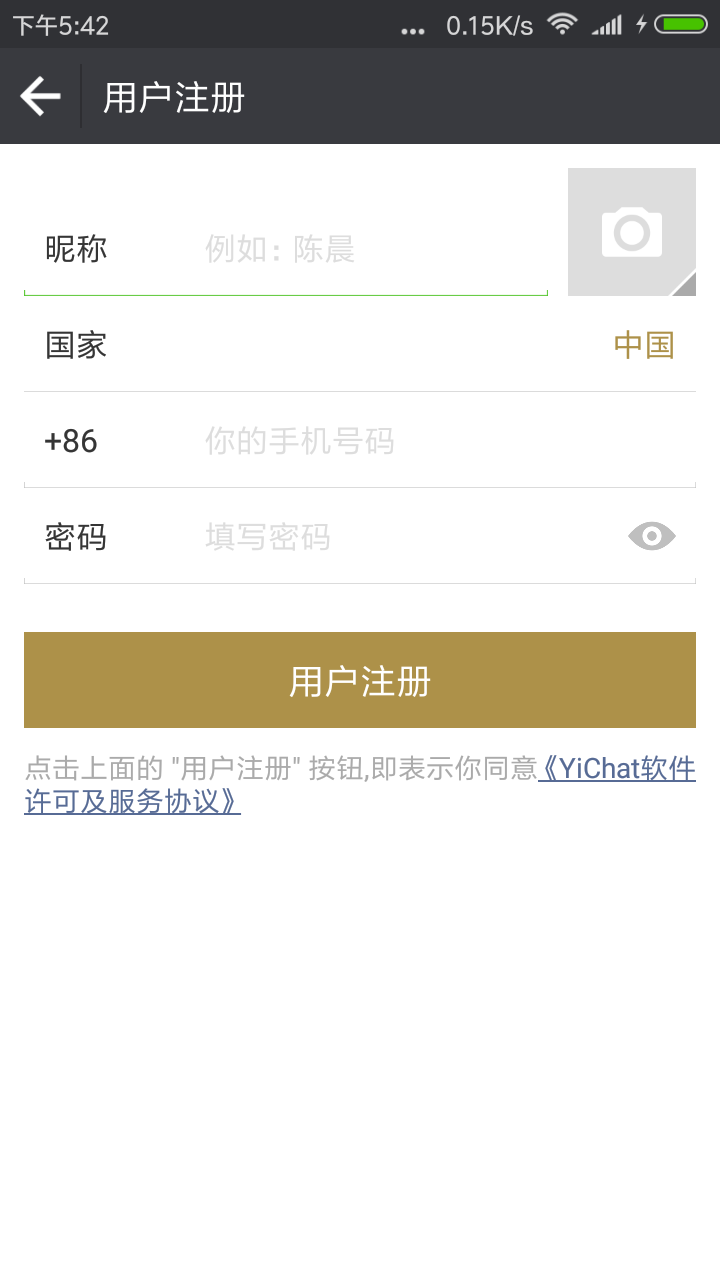 下午5:42 ... 0.15K/s
用户注册
昵称 例如：陈晨
国家 中国
+86 你的手机号码
密码 填写密码
用户注册
点击上面的 "用户注册" 按钮,即表示你同意《YiChat软件
许可及服务协议》